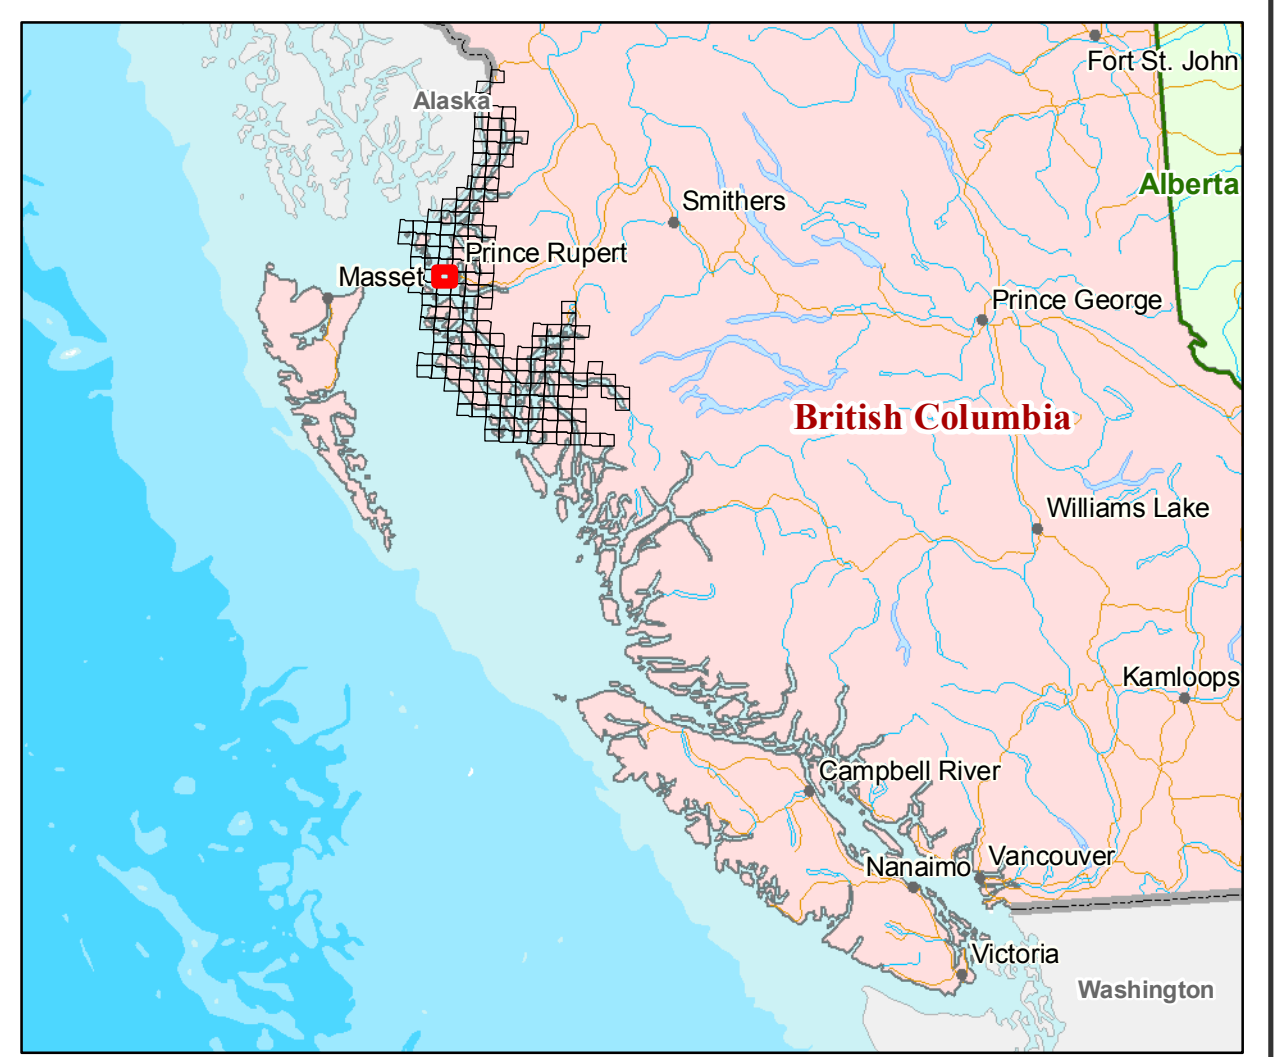 Fort St. John
Alaska
Alberta
Smithers
Prince Rupert
Masset
Prince George
British Columbia
Williams Lake
Kamloops
Campbell River
Vancouver
Nanaimo
Victoria
Washington